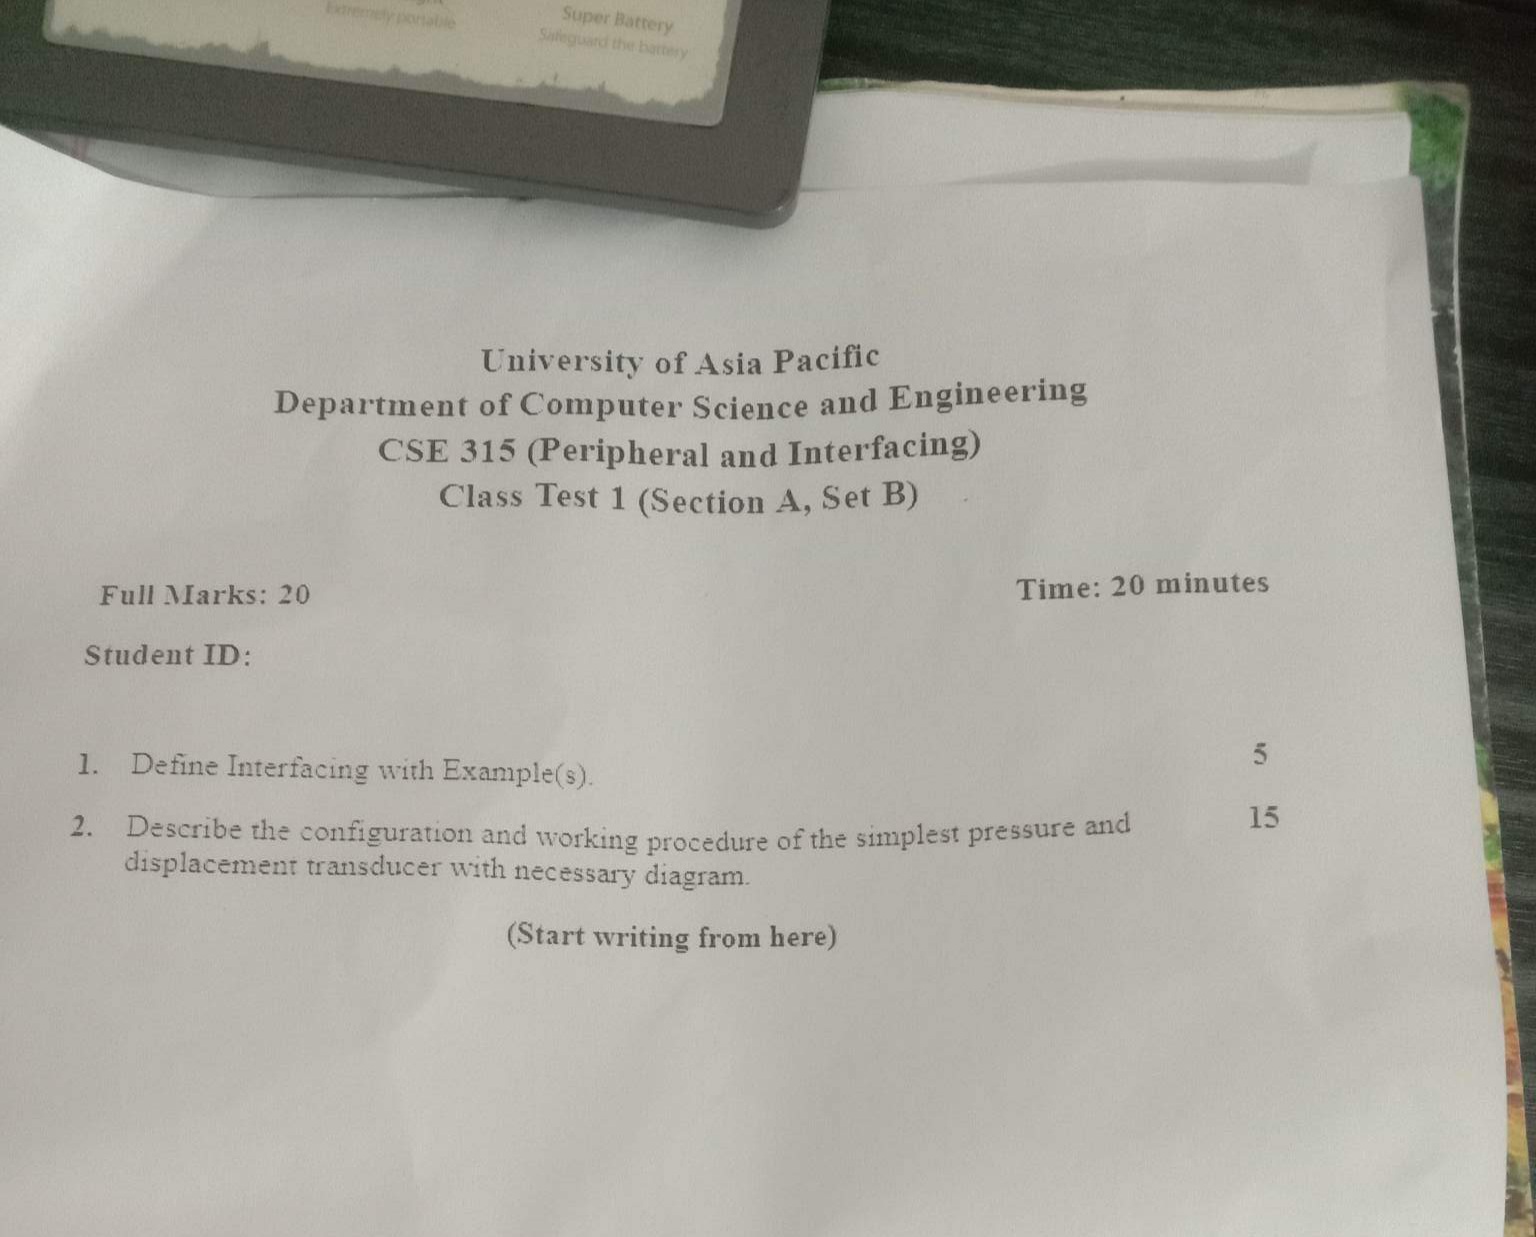 Extremely portable
Super Battery
Safeguard the battery
University of Asia Pacific
Department of Computer Science and Engineering
CSE 315 (Peripheral and Interfacing)
Class Test 1 (Section A, Set B)
Full Marks: 20
Time: 20 minutes
Student ID:
1. Define Interfacing with Example(s).
5
2. Describe the configuration and working procedure of the simplest pressure and
15
displacement transducer with necessary diagram.
(Start writing from here)